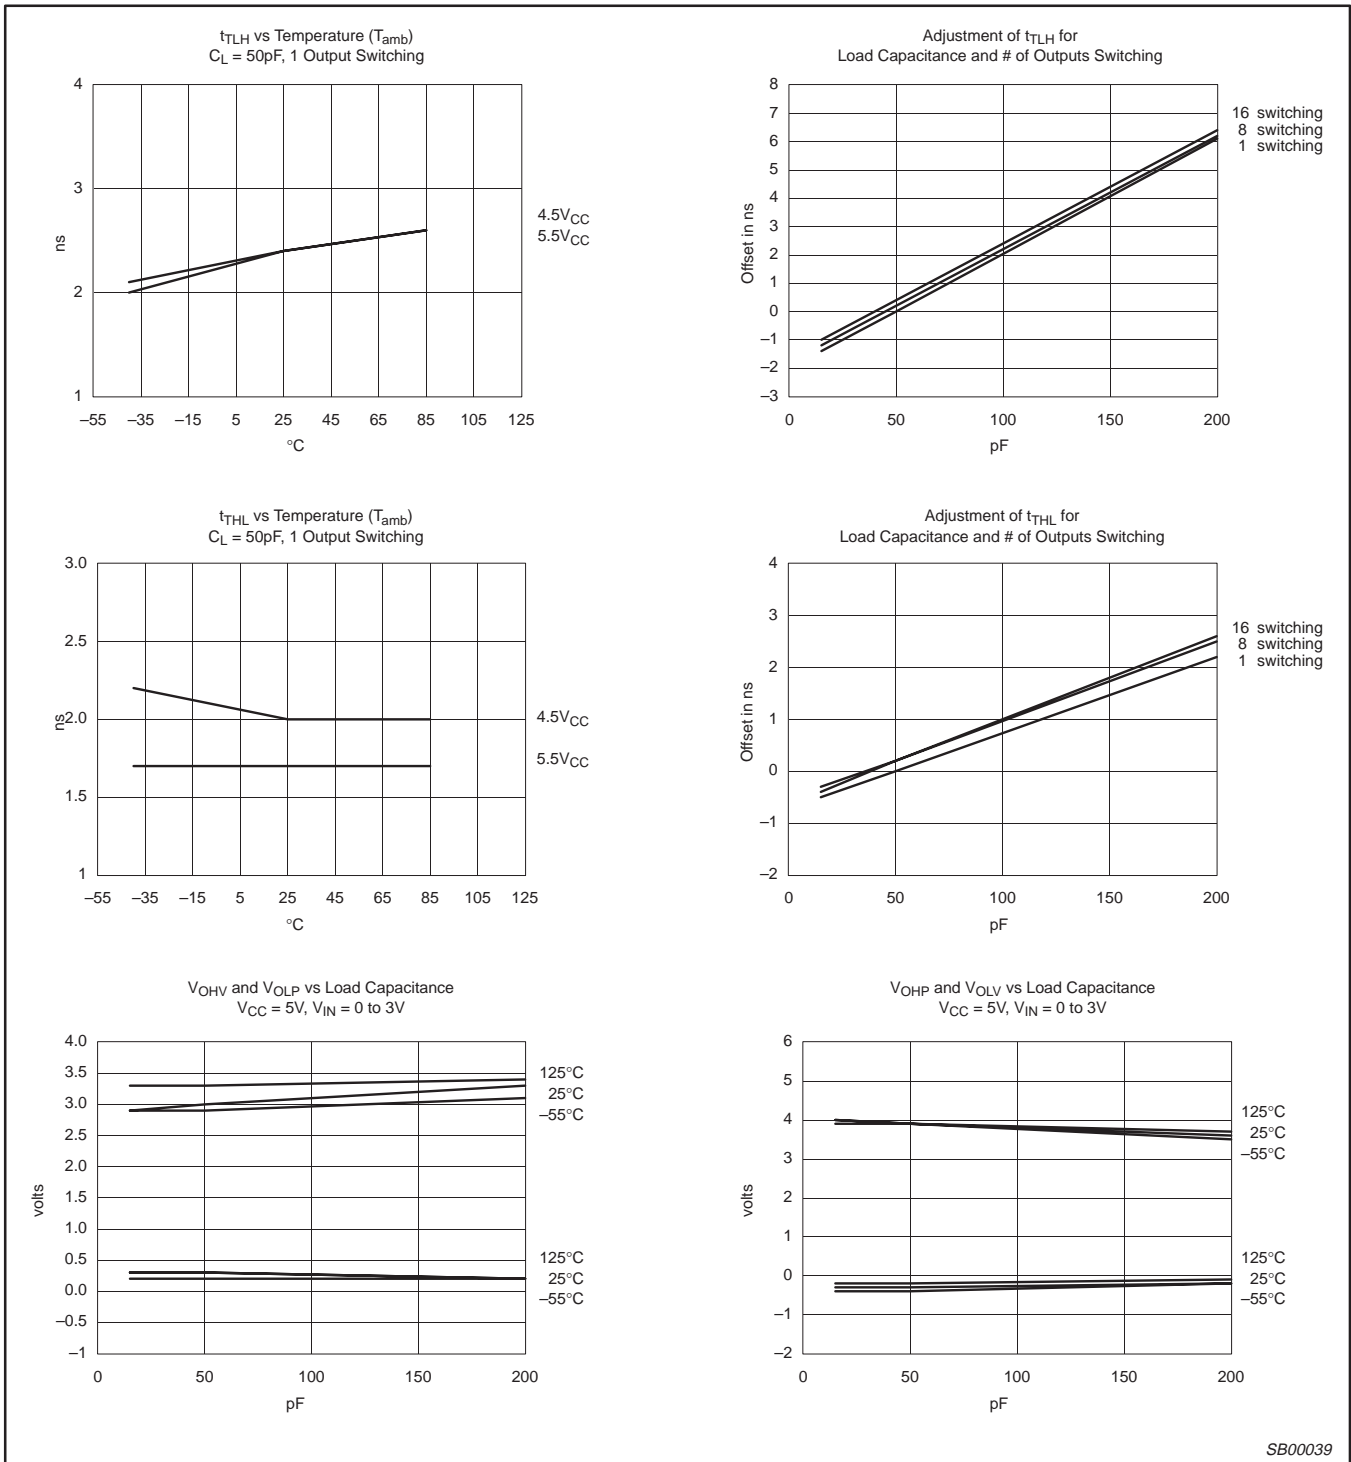 tTLH vs Temperature (Tamb)
CL = 50pF, 1 Output Switching
4
3
2
1
ns
–55 –35 –15 5 25 45 65 85 105 125
°C
4.5VCC
5.5VCC
Adjustment of tTLH for
Load Capacitance and # of Outputs Switching
8
7
6
5
4
3
2
1
0
–1
–2
–3
Offset in ns
0 50 100 150 200
pF
16 switching
8 switching
1 switching
tTHL vs Temperature (Tamb)
CL = 50pF, 1 Output Switching
3.0
2.5
2.0
1.5
1
ns
–55 –35 –15 5 25 45 65 85 105 125
°C
4.5VCC
5.5VCC
Adjustment of tTHL for
Load Capacitance and # of Outputs Switching
4
3
2
1
0
–1
–2
Offset in ns
0 50 100 150 200
pF
16 switching
8 switching
1 switching
VOHV and VOLP vs Load Capacitance
VCC = 5V, VIN = 0 to 3V
4.0
3.5
3.0
2.5
2.0
1.5
1.0
0.5
0.0
–0.5
–1
volts
0 50 100 150 200
pF
125°C
25°C
–55°C
125°C
25°C
–55°C
VOHP and VOLV vs Load Capacitance
VCC = 5V, VIN = 0 to 3V
6
5
4
3
2
1
0
–1
–2
volts
0 50 100 150 200
pF
125°C
25°C
–55°C
125°C
25°C
–55°C
SB00039